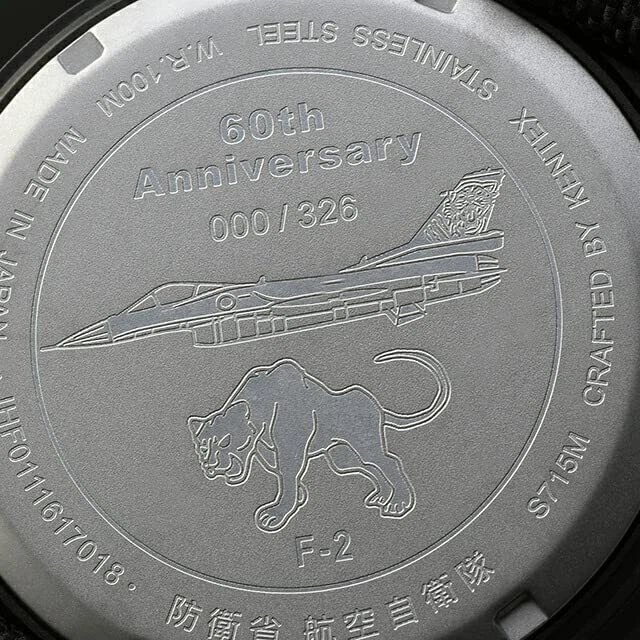 60th
Anniversary
000 / 326
F-2
STAINLESS STEEL W.R.100M MADE IN JAPAN · JHF0111617018 · 防衛省 航空自衛隊 S715M CRAFTED BY KENTEX